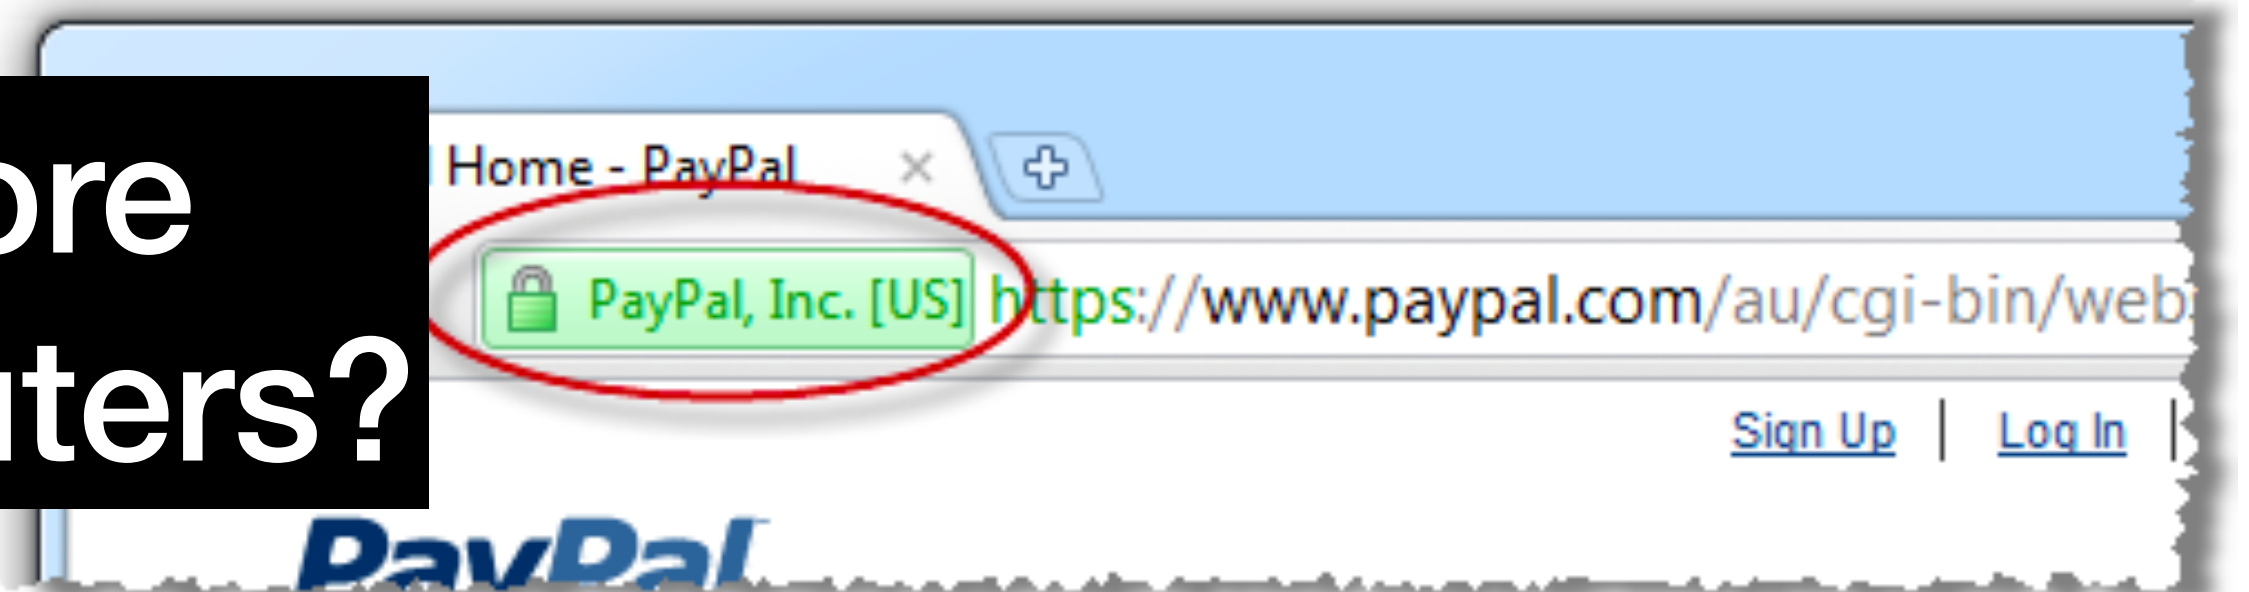 ore
uters?
Home - PayPal
PayPal, Inc. [US] https://www.paypal.com/au/cgi-bin/web
Sign Up | Log In |
PayPal